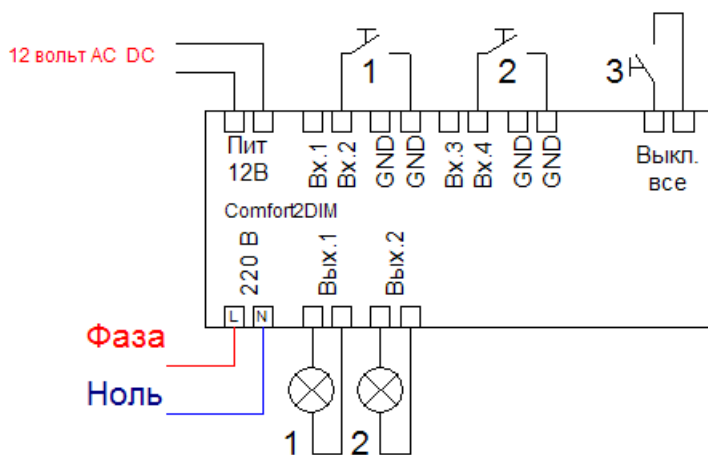 12 вольт AC DC
1
2
3
Пит
12В
Вх.1
Вх.2
GND
GND
Вх.3
Вх.4
GND
GND
Выкл.
все
Comfort2DIM
220 В
Вых.1
Вых.2
L
N
Фаза
Ноль
1
2